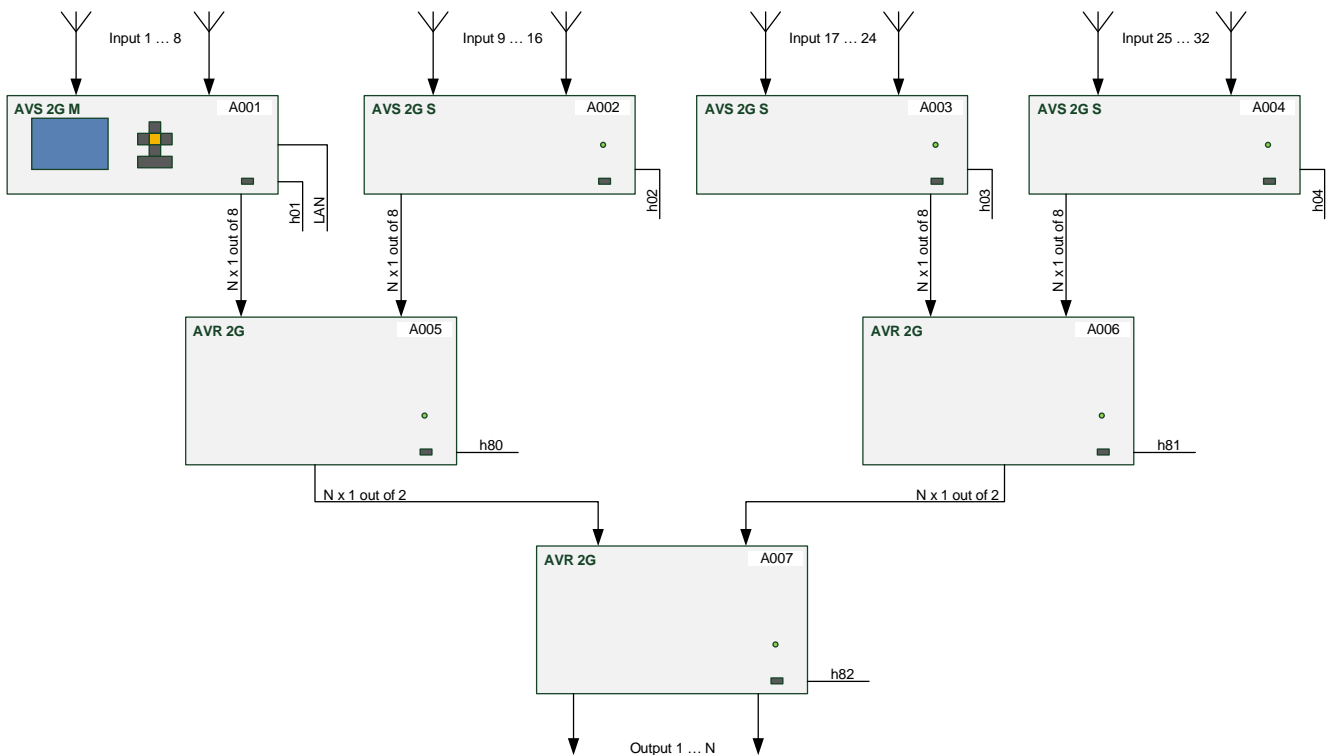 Input 1 … 8
Input 9 … 16
Input 17 … 24
Input 25 … 32
AVS 2G M
A001
AVS 2G S
A002
AVS 2G S
A003
AVS 2G S
A004
h01
LAN
h02
h03
h04
N x 1 out of 8
N x 1 out of 8
N x 1 out of 8
N x 1 out of 8
AVR 2G
A005
AVR 2G
A006
h80
h81
N x 1 out of 2
N x 1 out of 2
AVR 2G
A007
h82
Output 1 … N